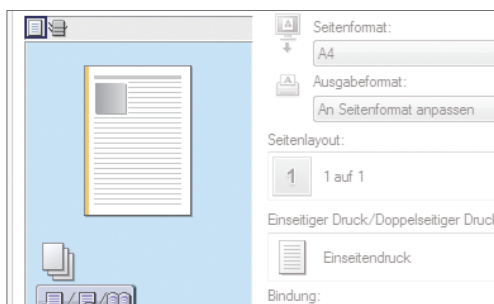 Seitenformat:
A4
Ausgabeformat:
An Seitenformat anpassen
Seitenlayout:
1 1 auf 1
Einseitiger Druck/Doppelseitiger Druck
Einseitendruck
Bindung: